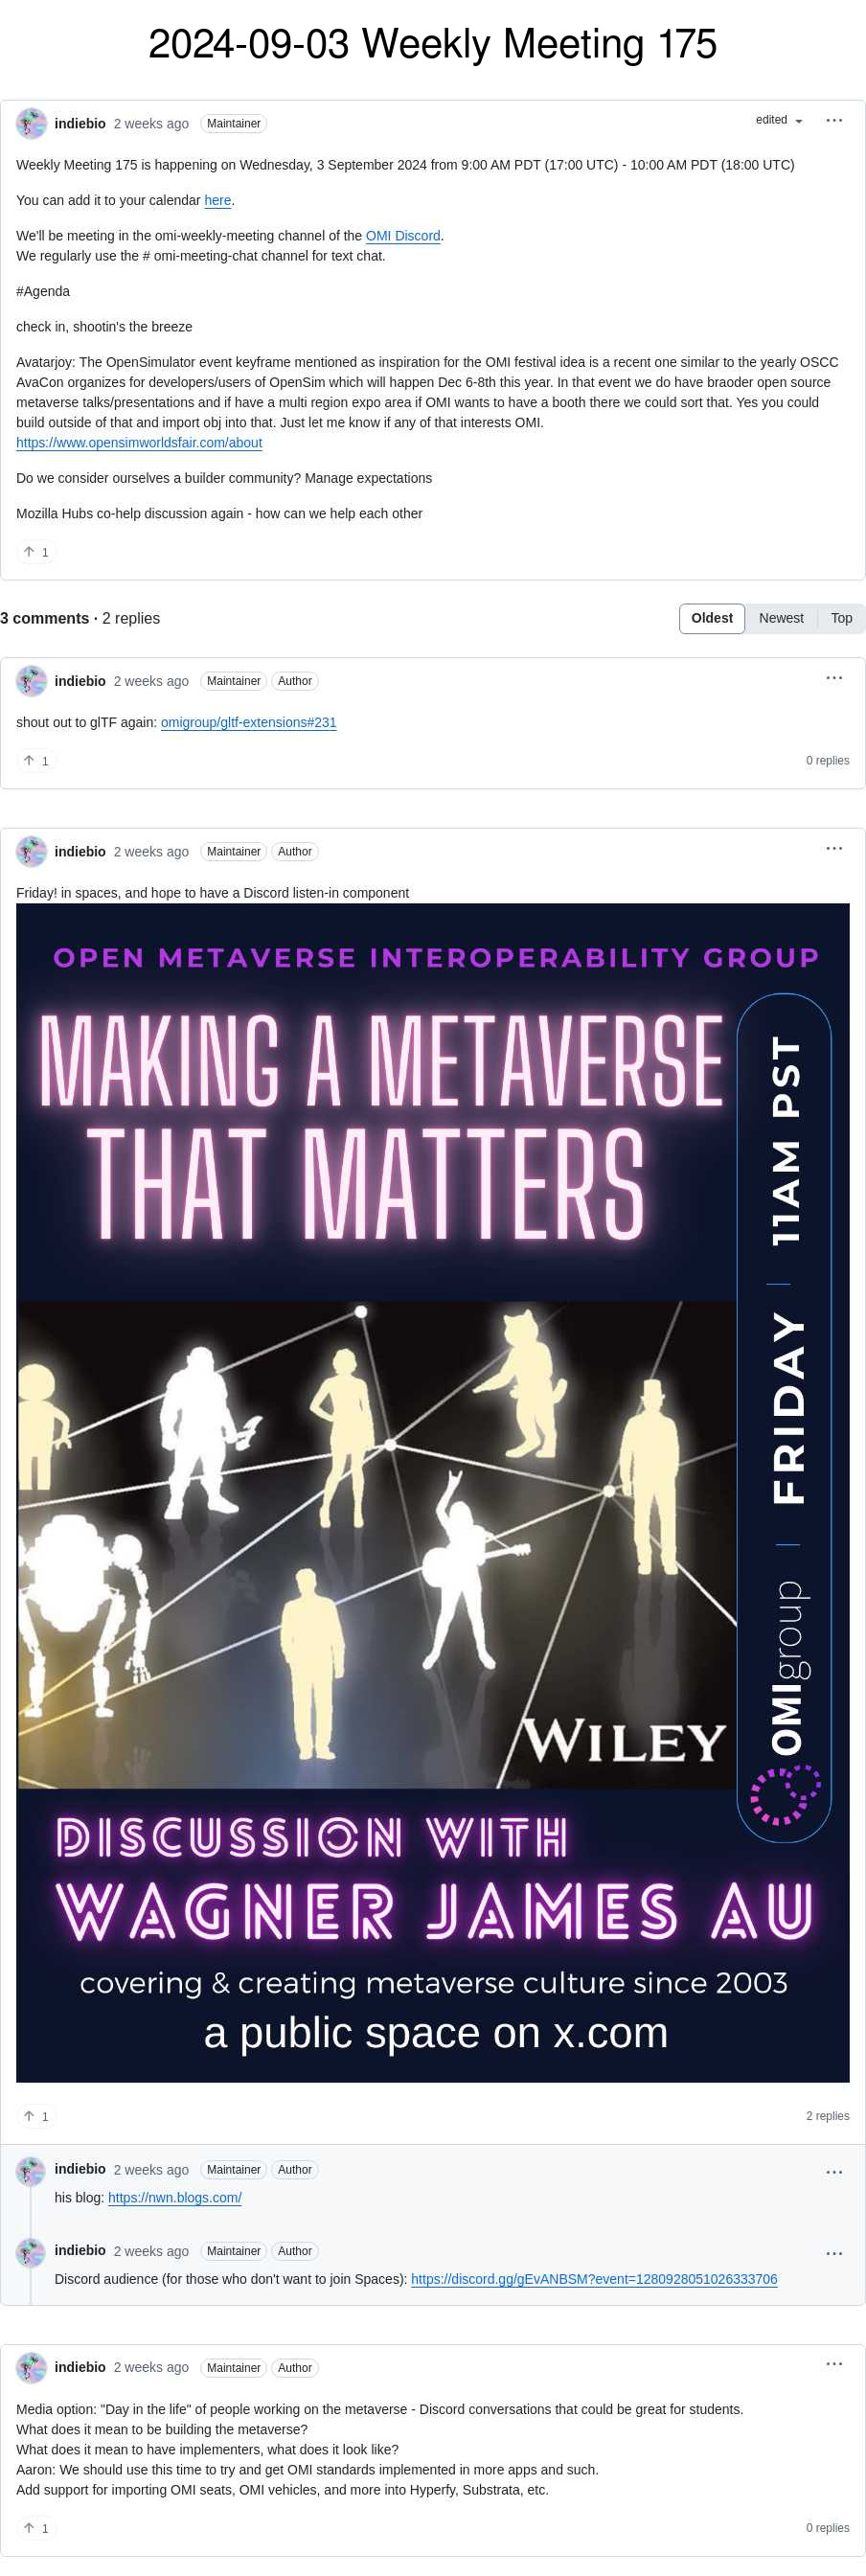 2024-09-03 Weekly Meeting 175
indiebio 2 weeks ago Maintainer edited
Weekly Meeting 175 is happening on Wednesday, 3 September 2024 from 9:00 AM PDT (17:00 UTC) - 10:00 AM PDT (18:00 UTC)
You can add it to your calendar here.
We'll be meeting in the omi-weekly-meeting channel of the OMI Discord.
We regularly use the # omi-meeting-chat channel for text chat.
#Agenda
check in, shootin's the breeze
Avatarjoy: The OpenSimulator event keyframe mentioned as inspiration for the OMI festival idea is a recent one similar to the yearly OSCC
AvaCon organizes for developers/users of OpenSim which will happen Dec 6-8th this year. In that event we do have braoder open source
metaverse talks/presentations and if have a multi region expo area if OMI wants to have a booth there we could sort that. Yes you could
build outside of that and import obj into that. Just let me know if any of that interests OMI.
https://www.opensimworldsfair.com/about
Do we consider ourselves a builder community? Manage expectations
Mozilla Hubs co-help discussion again - how can we help each other
1
3 comments · 2 replies
Oldest Newest Top
indiebio 2 weeks ago Maintainer Author
shout out to glTF again: omigroup/gltf-extensions#231
1 0 replies
indiebio 2 weeks ago Maintainer Author
Friday! in spaces, and hope to have a Discord listen-in component
OPEN METAVERSE INTEROPERABILITY GROUP
MAKING A METAVERSE
THAT MATTERS
OMIgroup | FRIDAY | 11AM PST
WILEY
DISCUSSION WITH
WAGNER JAMES AU
covering & creating metaverse culture since 2003
a public space on x.com
1 2 replies
indiebio 2 weeks ago Maintainer Author
his blog: https://nwn.blogs.com/
indiebio 2 weeks ago Maintainer Author
Discord audience (for those who don't want to join Spaces): https://discord.gg/gEvANBSM?event=1280928051026333706
indiebio 2 weeks ago Maintainer Author
Media option: "Day in the life" of people working on the metaverse - Discord conversations that could be great for students.
What does it mean to be building the metaverse?
What does it mean to have implementers, what does it look like?
Aaron: We should use this time to try and get OMI standards implemented in more apps and such.
Add support for importing OMI seats, OMI vehicles, and more into Hyperfy, Substrata, etc.
1 0 replies